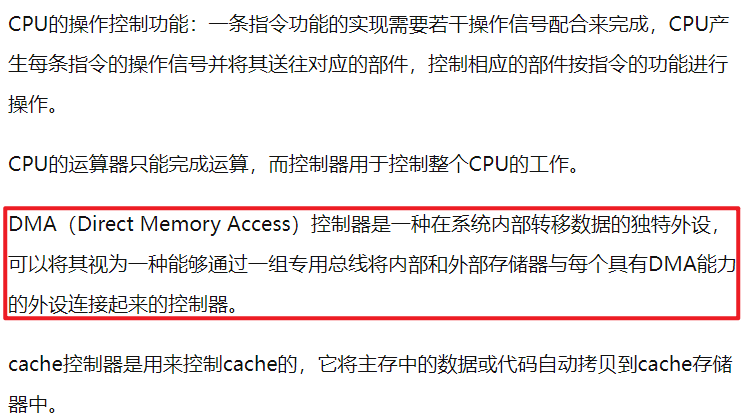 CPU的操作控制功能：一条指令功能的实现需要若干操作信号配合来完成，CPU产
生每条指令的操作信号并将其送往对应的部件，控制相应的部件按指令的功能进行
操作。
CPU的运算器只能完成运算，而控制器用于控制整个CPU的工作。
DMA（Direct Memory Access）控制器是一种在系统内部转移数据的独特外设，
可以将其视为一种能够通过一组专用总线将内部和外部存储器与每个具有DMA能力
的外设连接起来的控制器。
cache控制器是用来控制cache的，它将主存中的数据或代码自动拷贝到cache存储
器中。